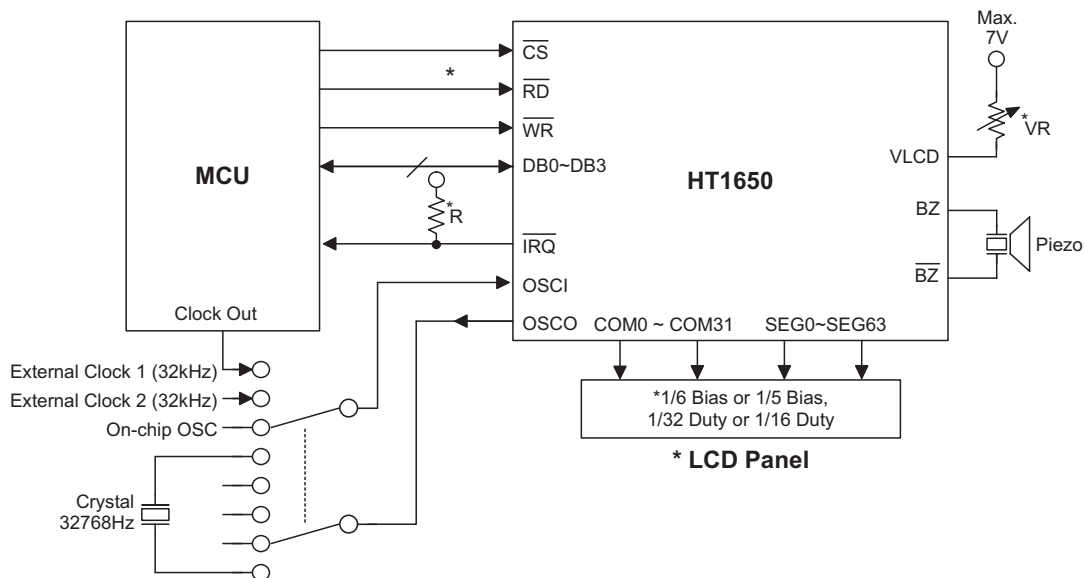 Max.
7V
CS
*
RD
*VR
WR
VLCD
MCU
DB0~DB3
HT1650
*R
BZ
IRQ
Piezo
BZ
OSCI
Clock Out
OSCO
COM0 ~ COM31
SEG0~SEG63
External Clock 1 (32kHz)
External Clock 2 (32kHz)
On-chip OSC
*1/6 Bias or 1/5 Bias,
1/32 Duty or 1/16 Duty
* LCD Panel
Crystal
32768Hz